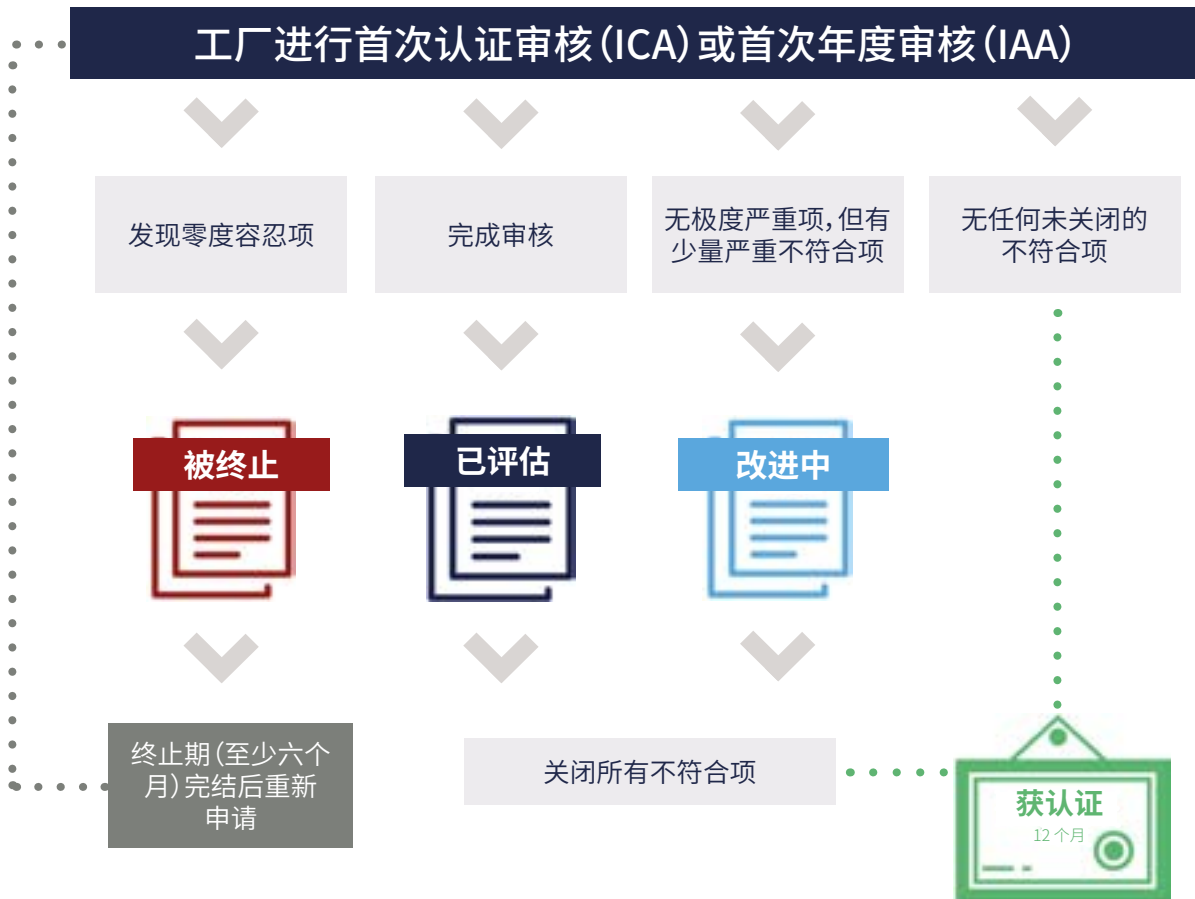 工厂进行首次认证审核(ICA)或首次年度审核(IAA)
发现零度容忍项
完成审核
无极度严重项,但有
少量严重不符合项
无任何未关闭的
不符合项
被终止
已评估
改进中
终止期(至少六个
月)完结后重新
申请
关闭所有不符合项
获认证
12 个月